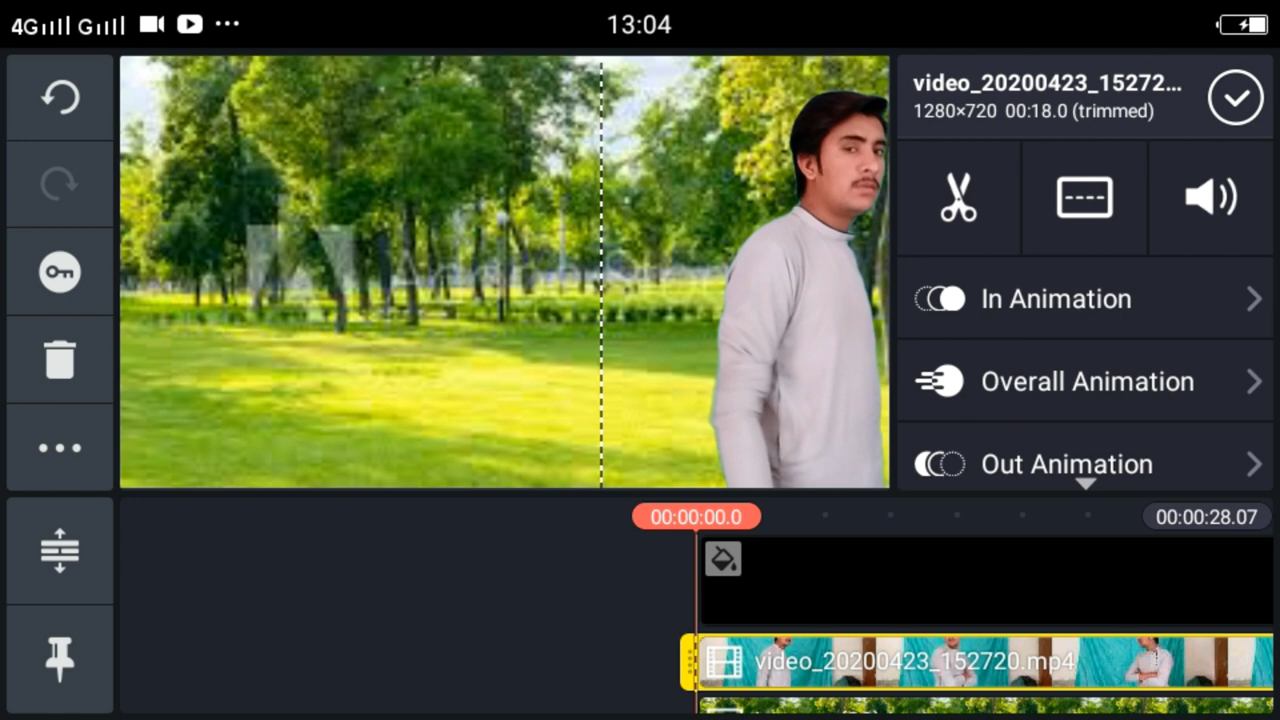 4G G 13:04
video_20200423_15272...
1280×720 00:18.0 (trimmed)
In Animation
Overall Animation
Out Animation
00:00:00.0 00:00:28.07
video_20200423_152720.mp4